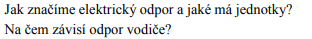 Jak značíme elektrický odpor a jaké má jednotky?
Na čem závisí odpor vodiče?